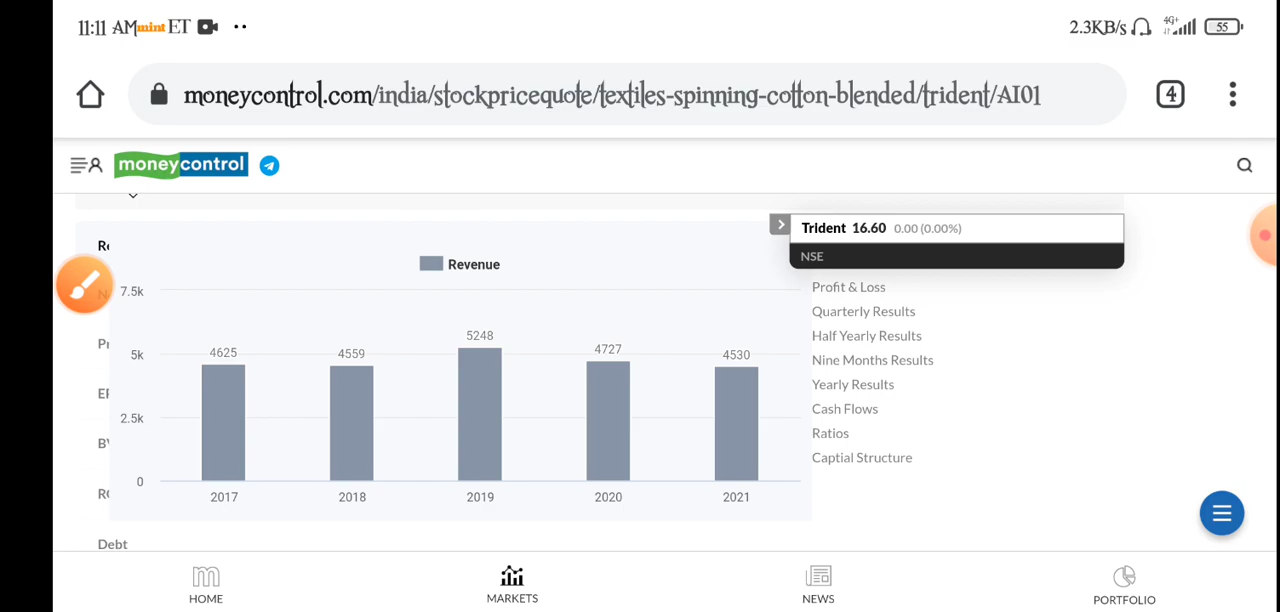 11:11 AM mint ET
2.3KB/s 4G+ 55
moneycontrol.com/india/stockpricequote/textiles-spinning-cotton-blended/trident/AI01
4
moneycontrol
Trident 16.60 0.00 (0.00%)
NSE
Revenue
7.5k
5k
2.5k
0
4625
4559
5248
4727
4530
2017
2018
2019
2020
2021
Profit & Loss
Quarterly Results
Half Yearly Results
Nine Months Results
Yearly Results
Cash Flows
Ratios
Captial Structure
Debt
HOME
MARKETS
NEWS
PORTFOLIO